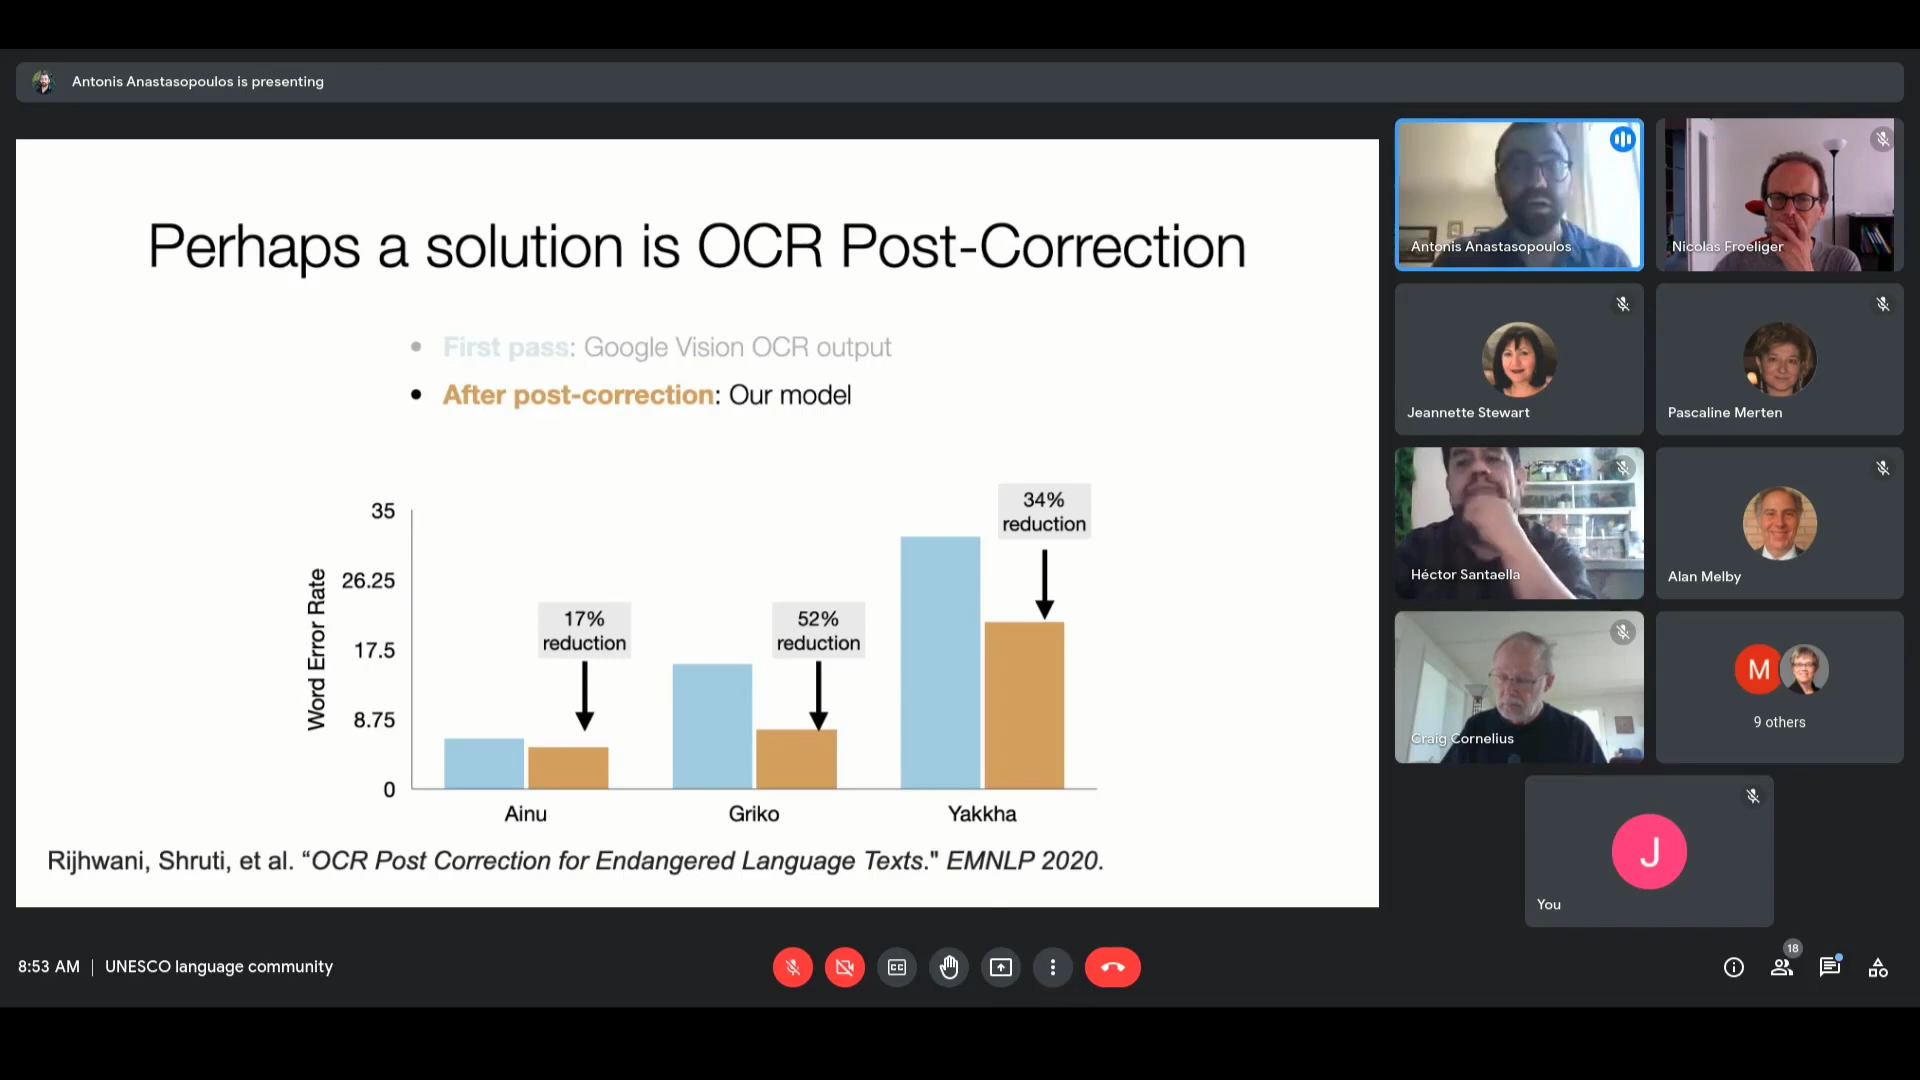 Antonis Anastasopoulos is presenting
Perhaps a solution is OCR Post-Correction
• First pass: Google Vision OCR output
• After post-correction: Our model
Word Error Rate
35
26.25
17.5
8.75
0
17%
reduction
52%
reduction
34%
reduction
Ainu
Griko
Yakkha
Rijhwani, Shruti, et al. “OCR Post Correction for Endangered Language Texts." EMNLP 2020.
Antonis Anastasopoulos
Nicolas Froeliger
Jeannette Stewart
Pascaline Merten
Héctor Santaella
Alan Melby
Craig Cornelius
M
9 others
J
You
8:53 AM | UNESCO language community
CC
18